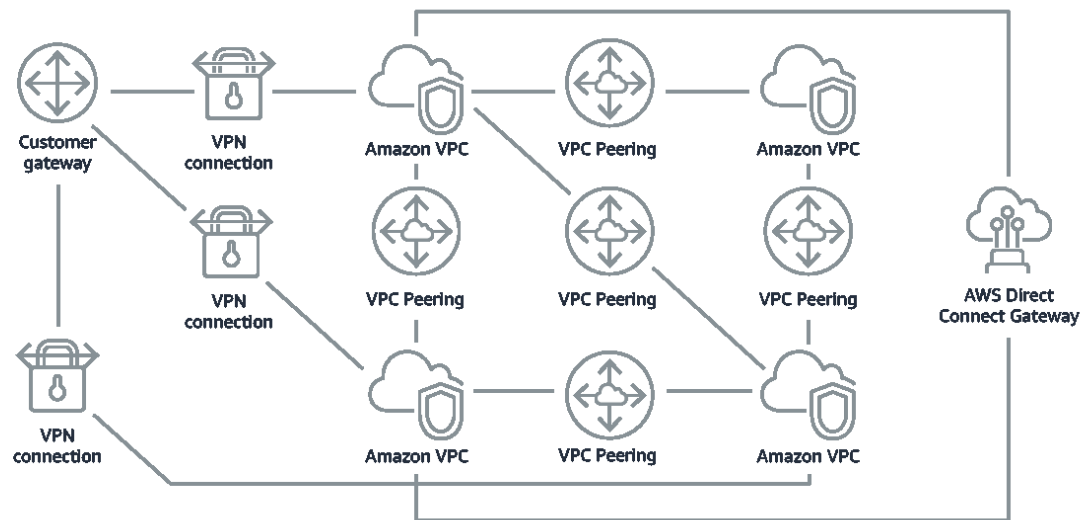 Customer
gateway
VPN
connection
Amazon VPC
VPC Peering
Amazon VPC
VPN
connection
VPC Peering
VPC Peering
VPC Peering
AWS Direct
Connect Gateway
VPN
connection
Amazon VPC
VPC Peering
Amazon VPC